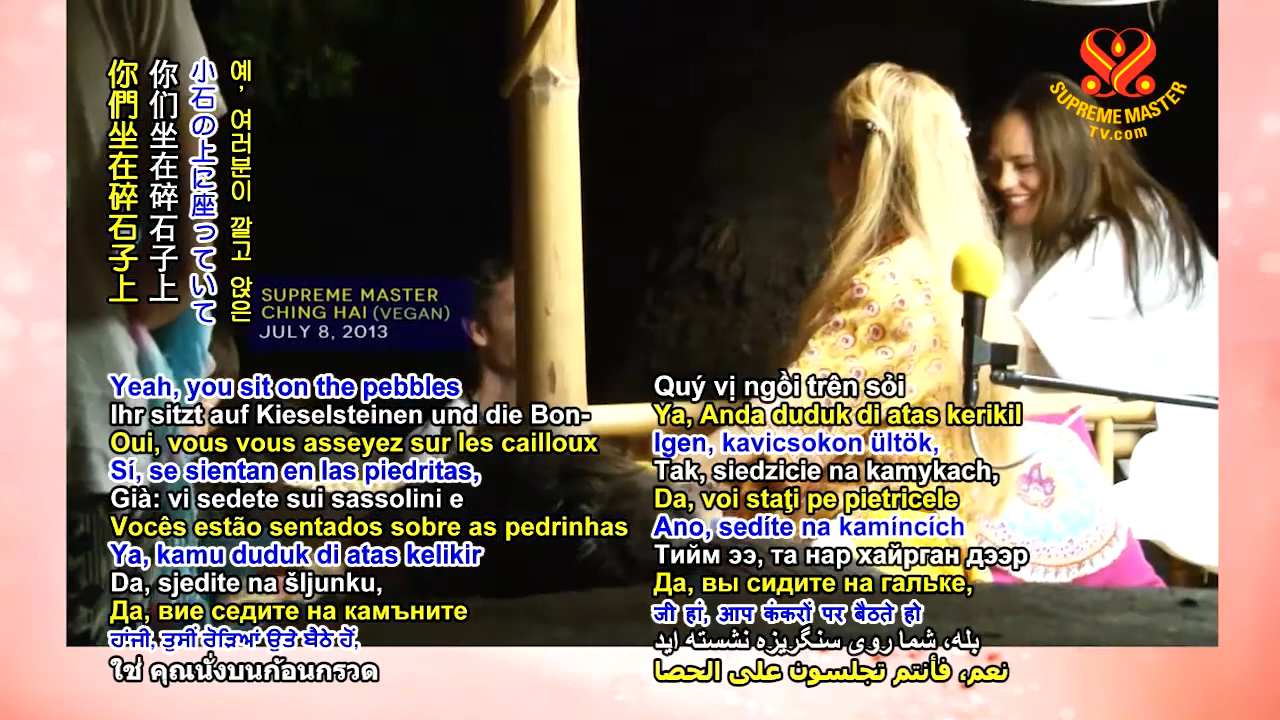 你們坐在碎石子上
你们坐在碎石子上
小石の上に座っていて
예, 여러분이 깔고 앉은
SUPREME MASTER TV.com
SUPREME MASTER
CHING HAI (VEGAN)
JULY 8, 2013
Yeah, you sit on the pebbles
Ihr sitzt auf Kieselsteinen und die Bon-
Oui, vous vous asseyez sur les cailloux
Sí, se sientan en las piedritas,
Già: vi sedete sui sassolini e
Vocês estão sentados sobre as pedrinhas
Ya, kamu duduk di atas kelikir
Da, sjedite na šljunku,
Да, вие седите на камъните
ਹਾਂਜੀ, ਤੁਸੀਂ ਰੋੜਿਆਂ ਉਤੇ ਬੈਠੇ ਹੋਂ,
ใช่ คุณนั่งบนก้อนกรวด
Quý vị ngồi trên sỏi
Ya, Anda duduk di atas kerikil
Igen, kavicsokon ültök,
Tak, siedzicie na kamykach,
Da, voi staţi pe pietricele
Ano, sedíte na kamíncích
Тийм ээ, та нар хайрган дээр
Да, вы сидите на гальке,
जी हां, आप कंकरों पर बैठते हो
بله، شما روی سنگریزه نشسته اید
نعم، فأنتم تجلسون على الحصا